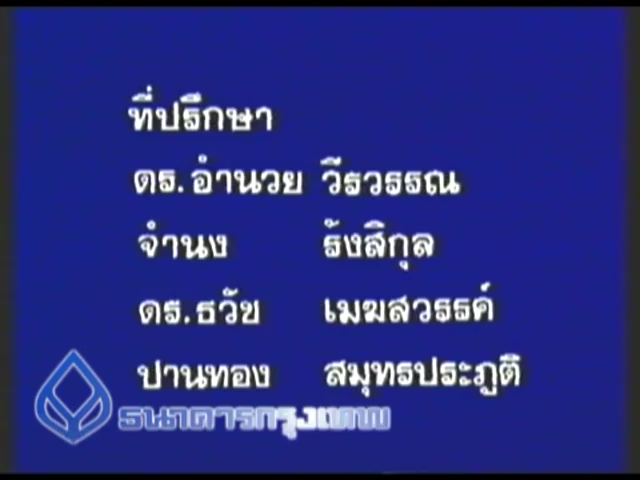 ที่ปรึกษา
ดร.อำนวย วีรวรรณ
จำนง รังสิกุล
ดร.ธวัช เมฆสวรรค์
ปานทอง สมุทรประภูติ
ธนาคารกรุงเทพ